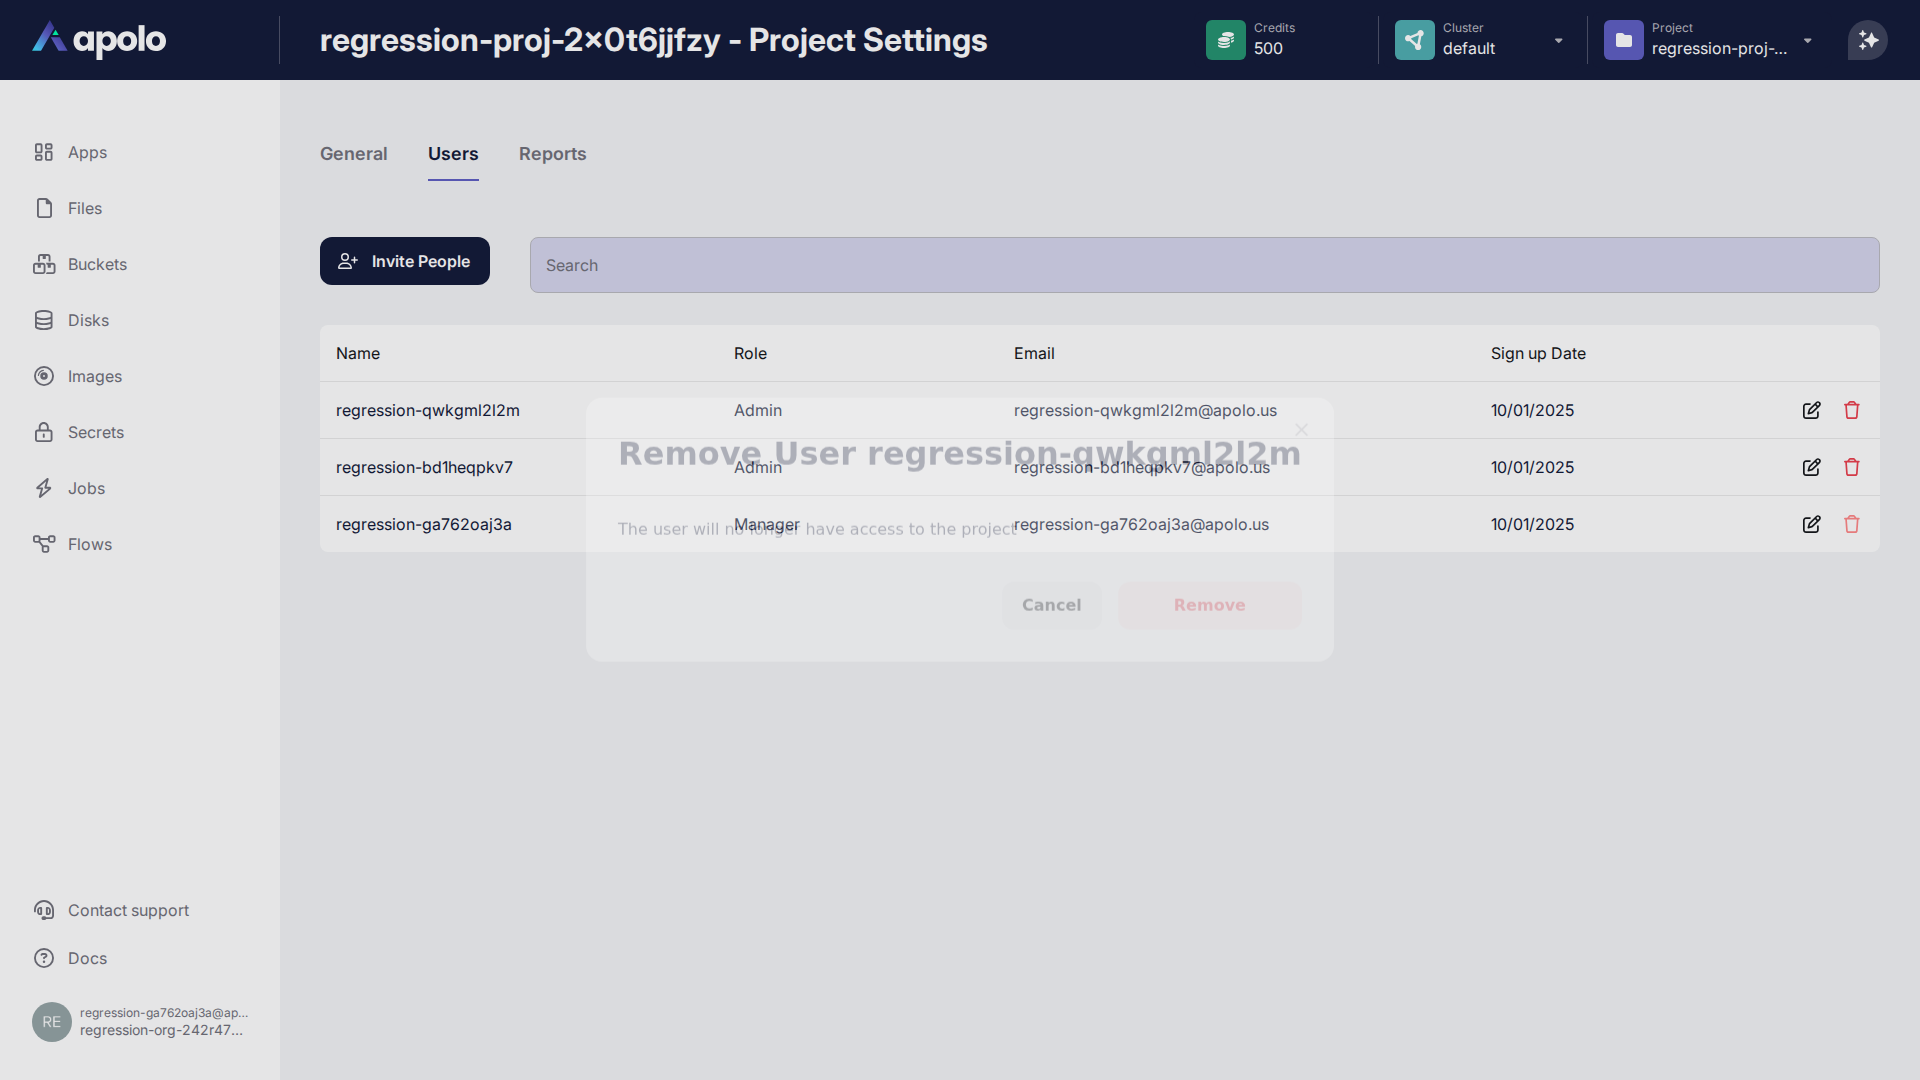 apolo
regression-proj-2x0t6jjfzy - Project Settings
Credits
500
Cluster
default
Project
regression-proj-...
Apps
Files
Buckets
Disks
Images
Secrets
Jobs
Flows
General
Users
Reports
Invite People
Search
Name
Role
Email
Sign up Date
regression-qwkgml2l2m
Admin
regression-qwkgml2l2m@apolo.us
10/01/2025
regression-bd1heqpkv7
Admin
regression-bd1heqpkv7@apolo.us
10/01/2025
regression-ga762oaj3a
Manager
regression-ga762oaj3a@apolo.us
10/01/2025
Remove User regression-qwkgml2l2m
The user will no longer have access to the project
Cancel
Remove
Contact support
Docs
RE
regression-ga762oaj3a@ap...
regression-org-242r47...